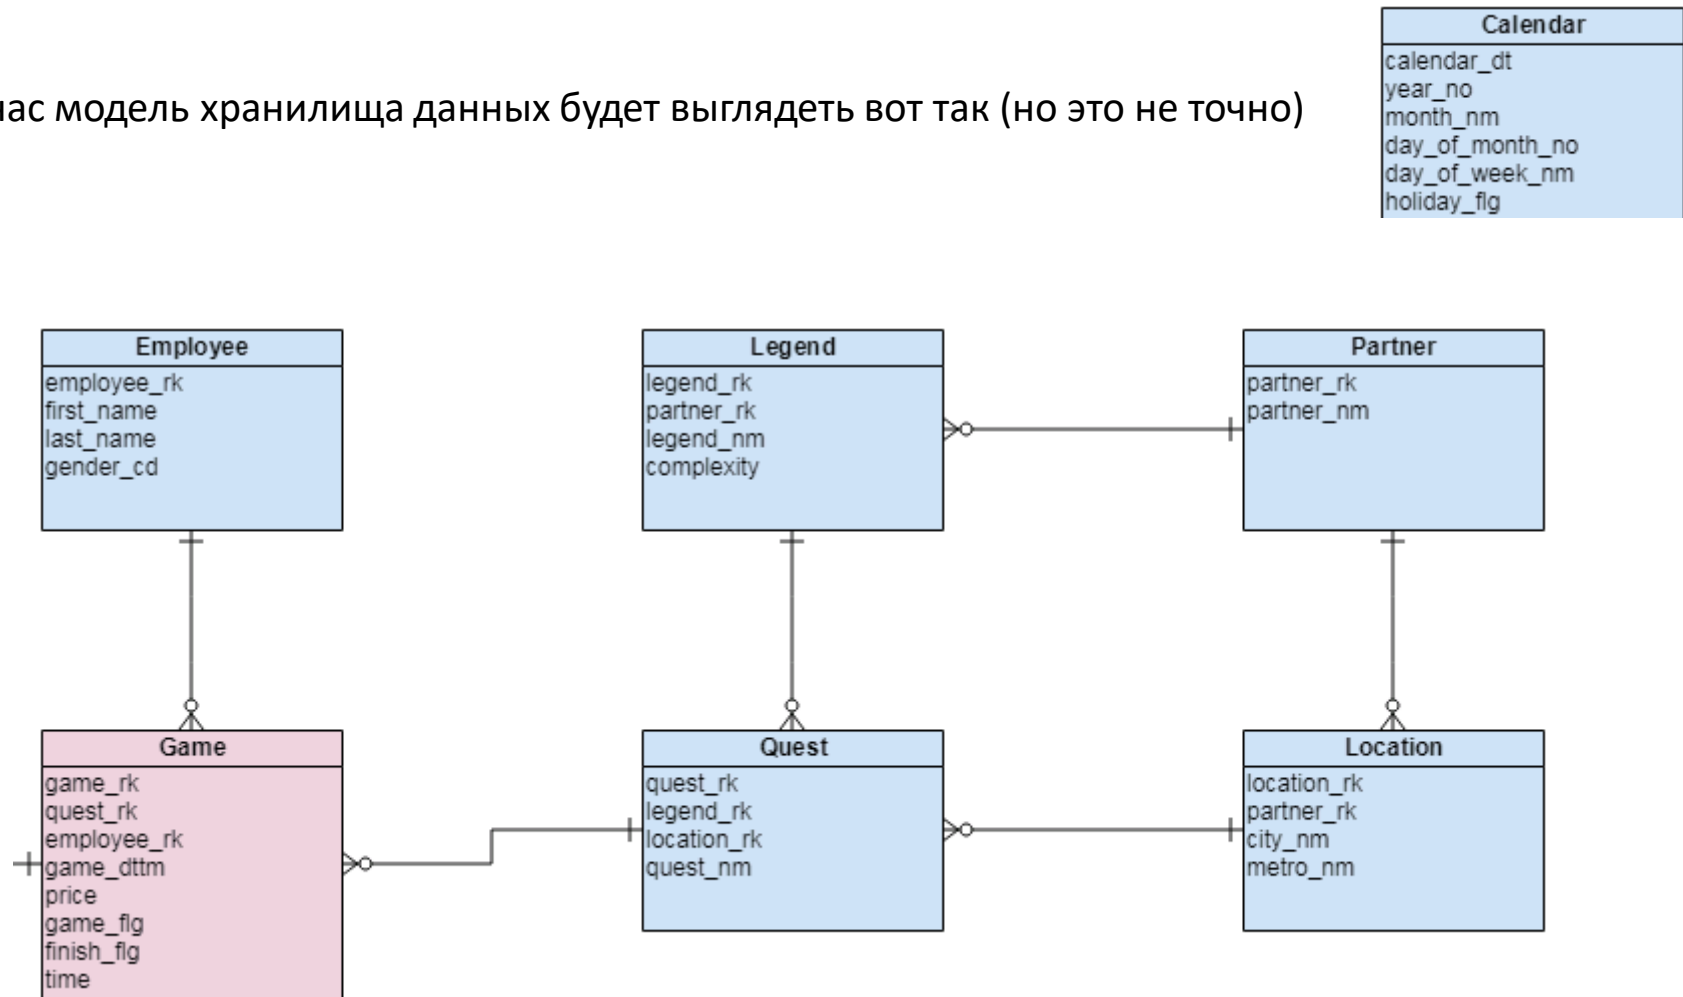 Calendar
calendar_dt
year_no
month_nm
day_of_month_no
day_of_week_nm
holiday_flg
модель хранилища данных будет выглядеть вот так (но это не точно)
Employee
employee_rk
first_name
last_name
gender_cd
Legend
legend_rk
partner_rk
legend_nm
complexity
Partner
partner_rk
partner_nm
Game
game_rk
quest_rk
employee_rk
game_dttm
price
game_flg
finish_flg
time
Quest
quest_rk
legend_rk
location_rk
quest_nm
Location
location_rk
partner_rk
city_nm
metro_nm